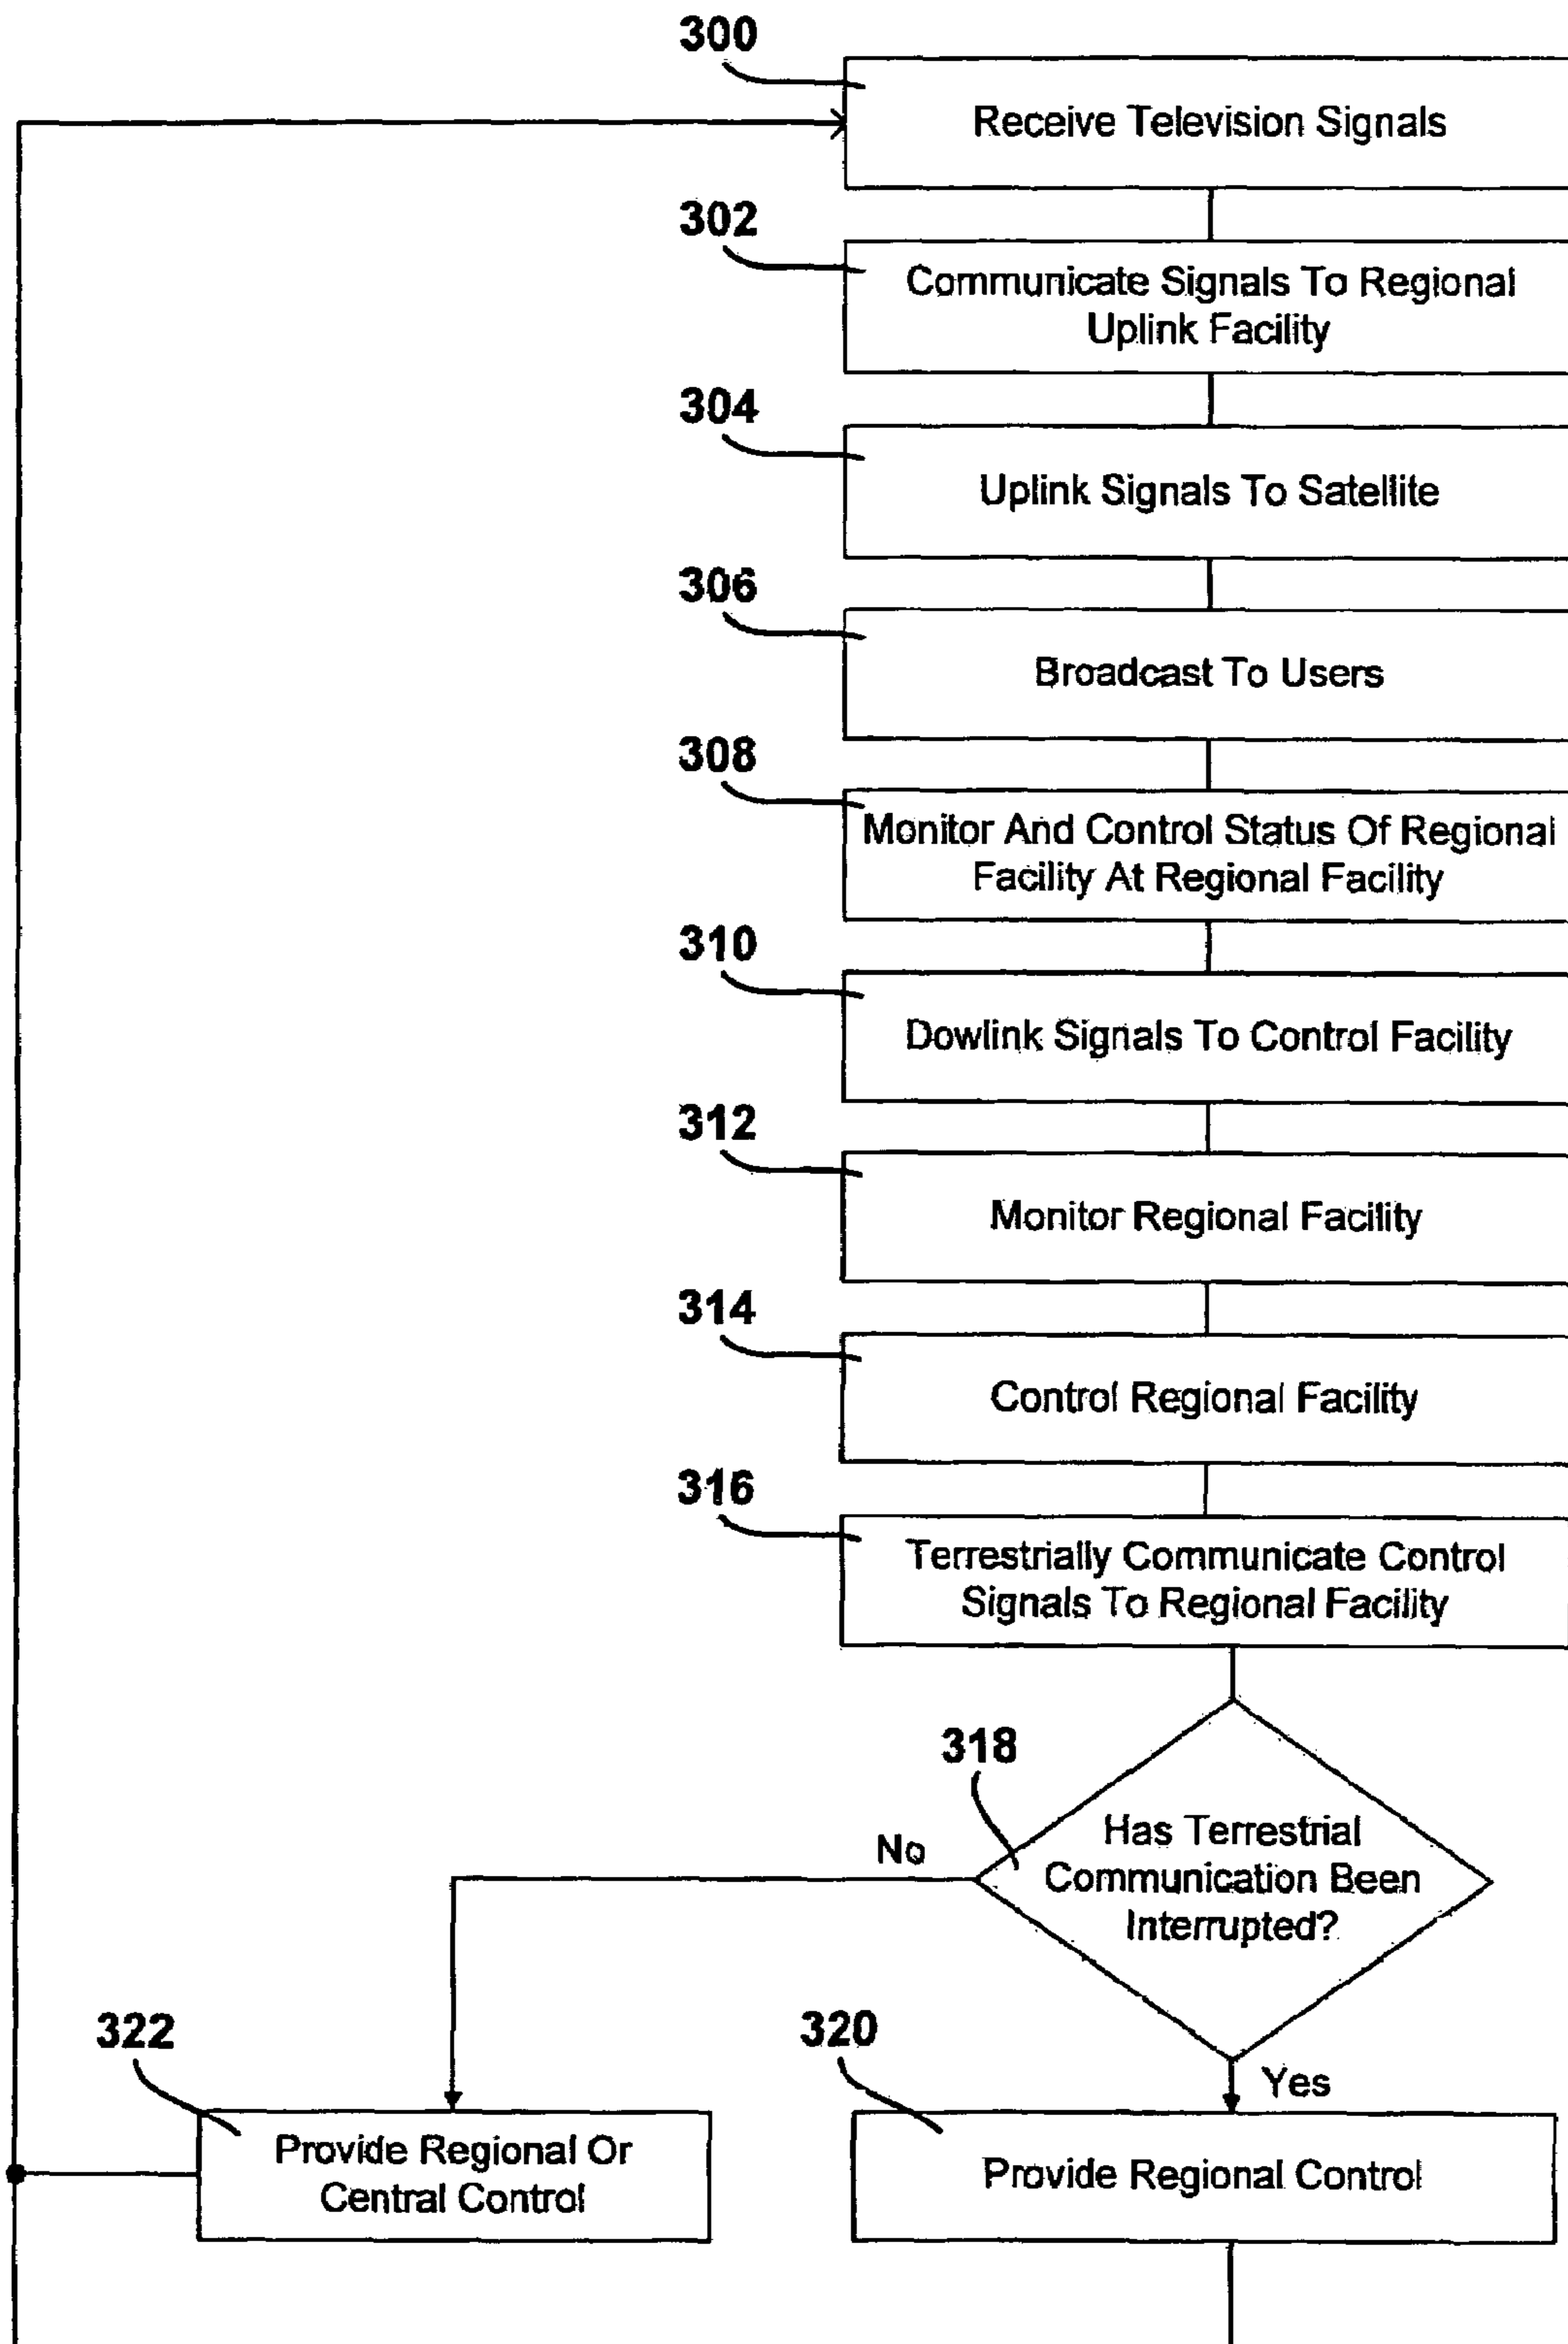 300
Receive Television Signals
302
Communicate Signals To Regional
Uplink Facility
304
Uplink Signals To Satellite
306
Broadcast To Users
308
Monitor And Control Status Of Regional
Facility At Regional Facility
310
Dowlink Signals To Control Facility
312
Monitor Regional Facility
314
Control Regional Facility
316
Terrestrially Communicate Control
Signals To Regional Facility
318
Has Terrestrial
Communication Been
Interrupted?
No
Yes
322
Provide Regional Or
Central Control
320
Provide Regional Control